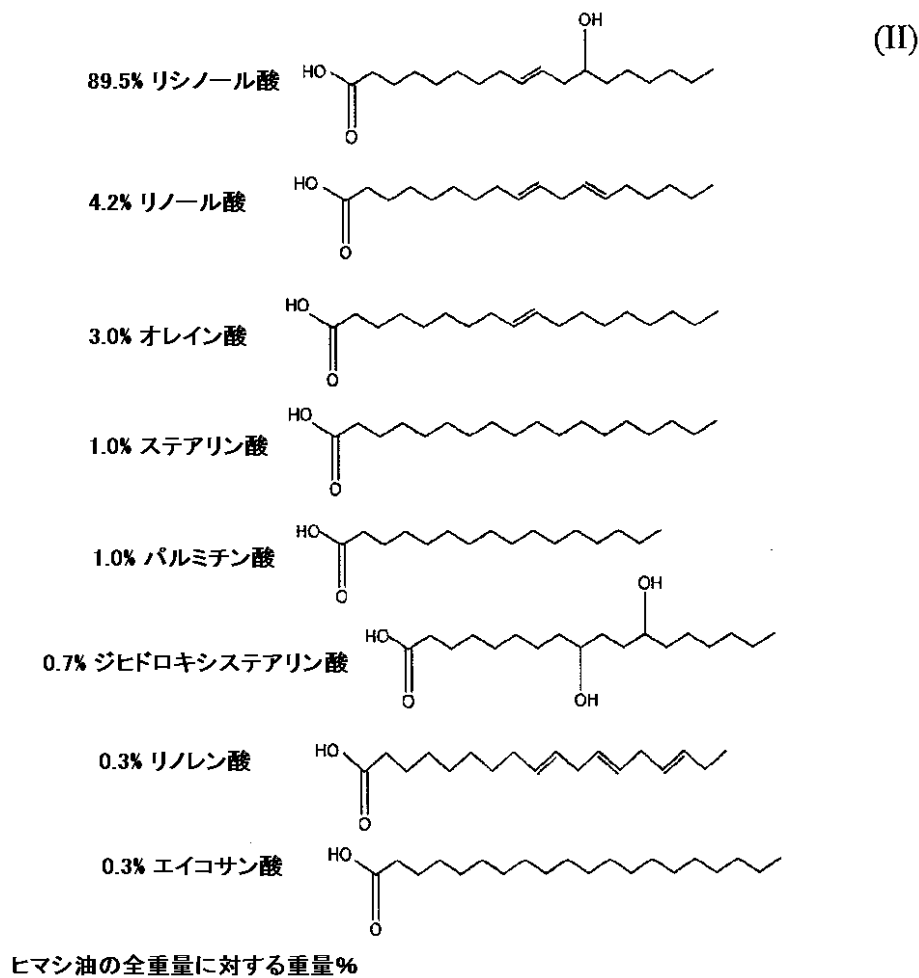 (II)
OH
89.5% リシノール酸
HO
O
4.2% リノール酸
HO
O
3.0% オレイン酸
HO
O
1.0% ステアリン酸
HO
O
1.0% パルミチン酸
HO
O
OH
0.7% ジヒドロキシステアリン酸
HO
O
OH
0.3% リノレン酸
HO
O
0.3% エイコサン酸
HO
O
ヒマシ油の全重量に対する重量%